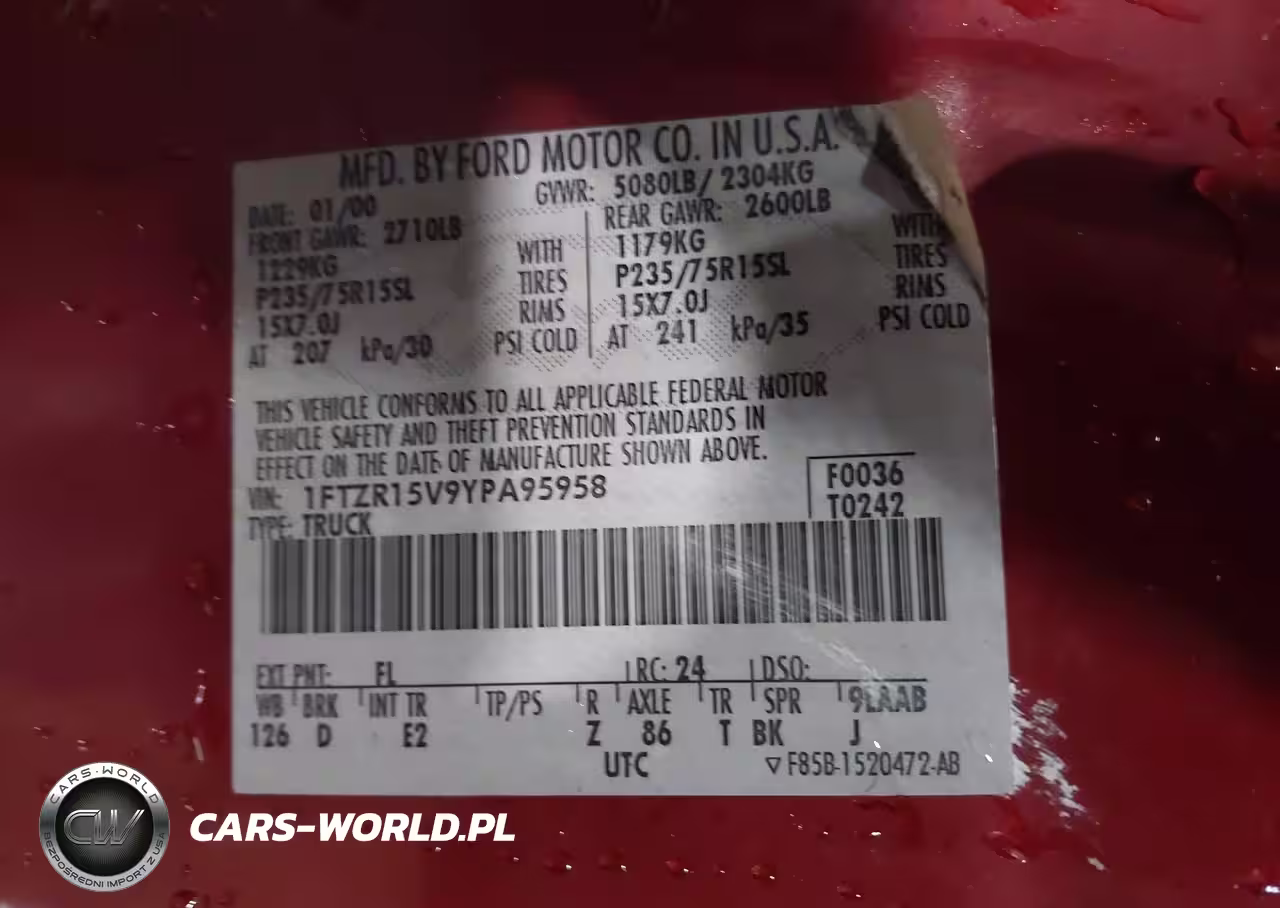 MFD. BY FORD MOTOR CO. IN U.S.A.
DATE: 01/00 GVWR: 5080LB/ 2304KG
FRONT GAWR: 2710LB REAR GAWR: 2600LB
1229KG WITH 1179KG WITH
P235/75R15SL TIRES P235/75R15SL TIRES
15X7.0J RIMS 15X7.0J RIMS
AT 207 kPa/30 PSI COLD AT 241 kPa/35 PSI COLD
THIS VEHICLE CONFORMS TO ALL APPLICABLE FEDERAL MOTOR
VEHICLE SAFETY AND THEFT PREVENTION STANDARDS IN
EFFECT ON THE DATE OF MANUFACTURE SHOWN ABOVE.
VIN: 1FTZR15V9YPA95958 F0036
TYPE: TRUCK T0242
EXT PNT: EL RC: 24 DSO:
WB BRK INT TR TP/PS R AXLE TR SPR 9LAAB
126 D E2 Z 86 T BK J
UTC ▽ F85B-1520472-AB
CARS-WORLD
CW
BEZPOŚREDNI IMPORT Z USA
CARS-WORLD.PL